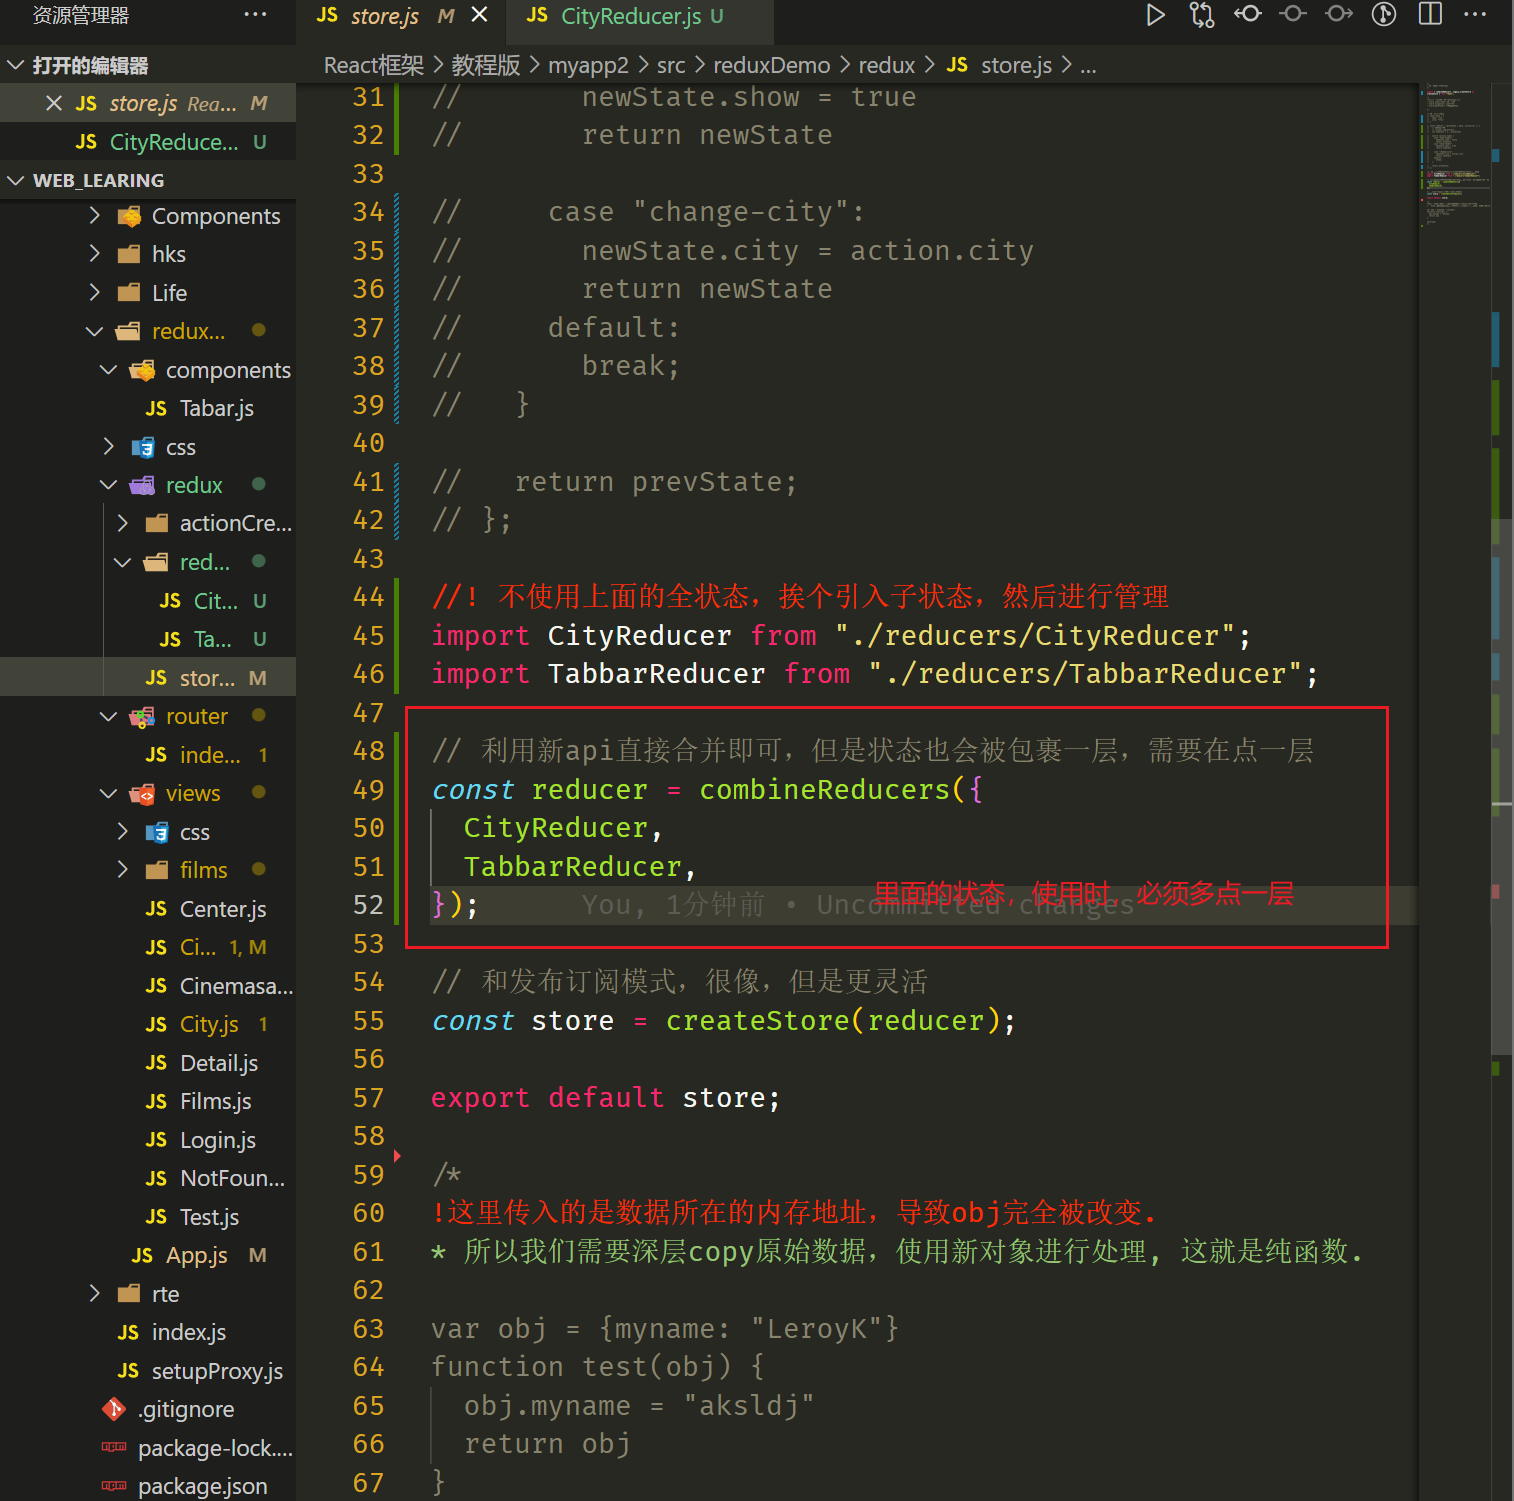 资源管理器 ···
打开的编辑器
JS store.js Rea... M
JS CityReduce... U
WEB_LEARING
Components
hks
Life
redux...
components
JS Tabar.js
css
redux
actionCre...
red...
JS Cit... U
JS Ta... U
JS stor... M
router
JS inde... 1
views
css
films
JS Center.js
JS Ci... 1, M
JS Cinemasa...
JS City.js 1
JS Detail.js
JS Films.js
JS Login.js
JS NotFoun...
JS Test.js
JS App.js M
rte
JS index.js
JS setupProxy.js
.gitignore
package-lock....
package.json
JS store.js M
JS CityReducer.js U
React框架 > 教程版 > myapp2 > src > reduxDemo > redux > JS store.js > ...
31 //       newState.show = true
32 //       return newState
33
34 //     case "change-city":
35 //       newState.city = action.city
36 //       return newState
37 //     default:
38 //       break;
39 //   }
40
41 //   return prevState;
42 // };
43
44 //! 不使用上面的全状态，挨个引入子状态，然后进行管理
45 import CityReducer from "./reducers/CityReducer";
46 import TabbarReducer from "./reducers/TabbarReducer";
47
48 // 利用新api直接合并即可，但是状态也会被包裹一层，需要在点一层
49 const reducer = combineReducers({
50   CityReducer,
51   TabbarReducer,
52 }); You, 1分钟前 • Uncommitted changes
里面的状态，使用时，必须多点一层
53
54 // 和发布订阅模式，很像，但是更灵活
55 const store = createStore(reducer);
56
57 export default store;
58
59 /*
60 !这里传入的是数据所在的内存地址，导致obj完全被改变.
61 * 所以我们需要深层copy原始数据，使用新对象进行处理, 这就是纯函数.
62
63 var obj = {myname: "LeroyK"}
64 function test(obj) {
65   obj.myname = "aksldj"
66   return obj
67 }